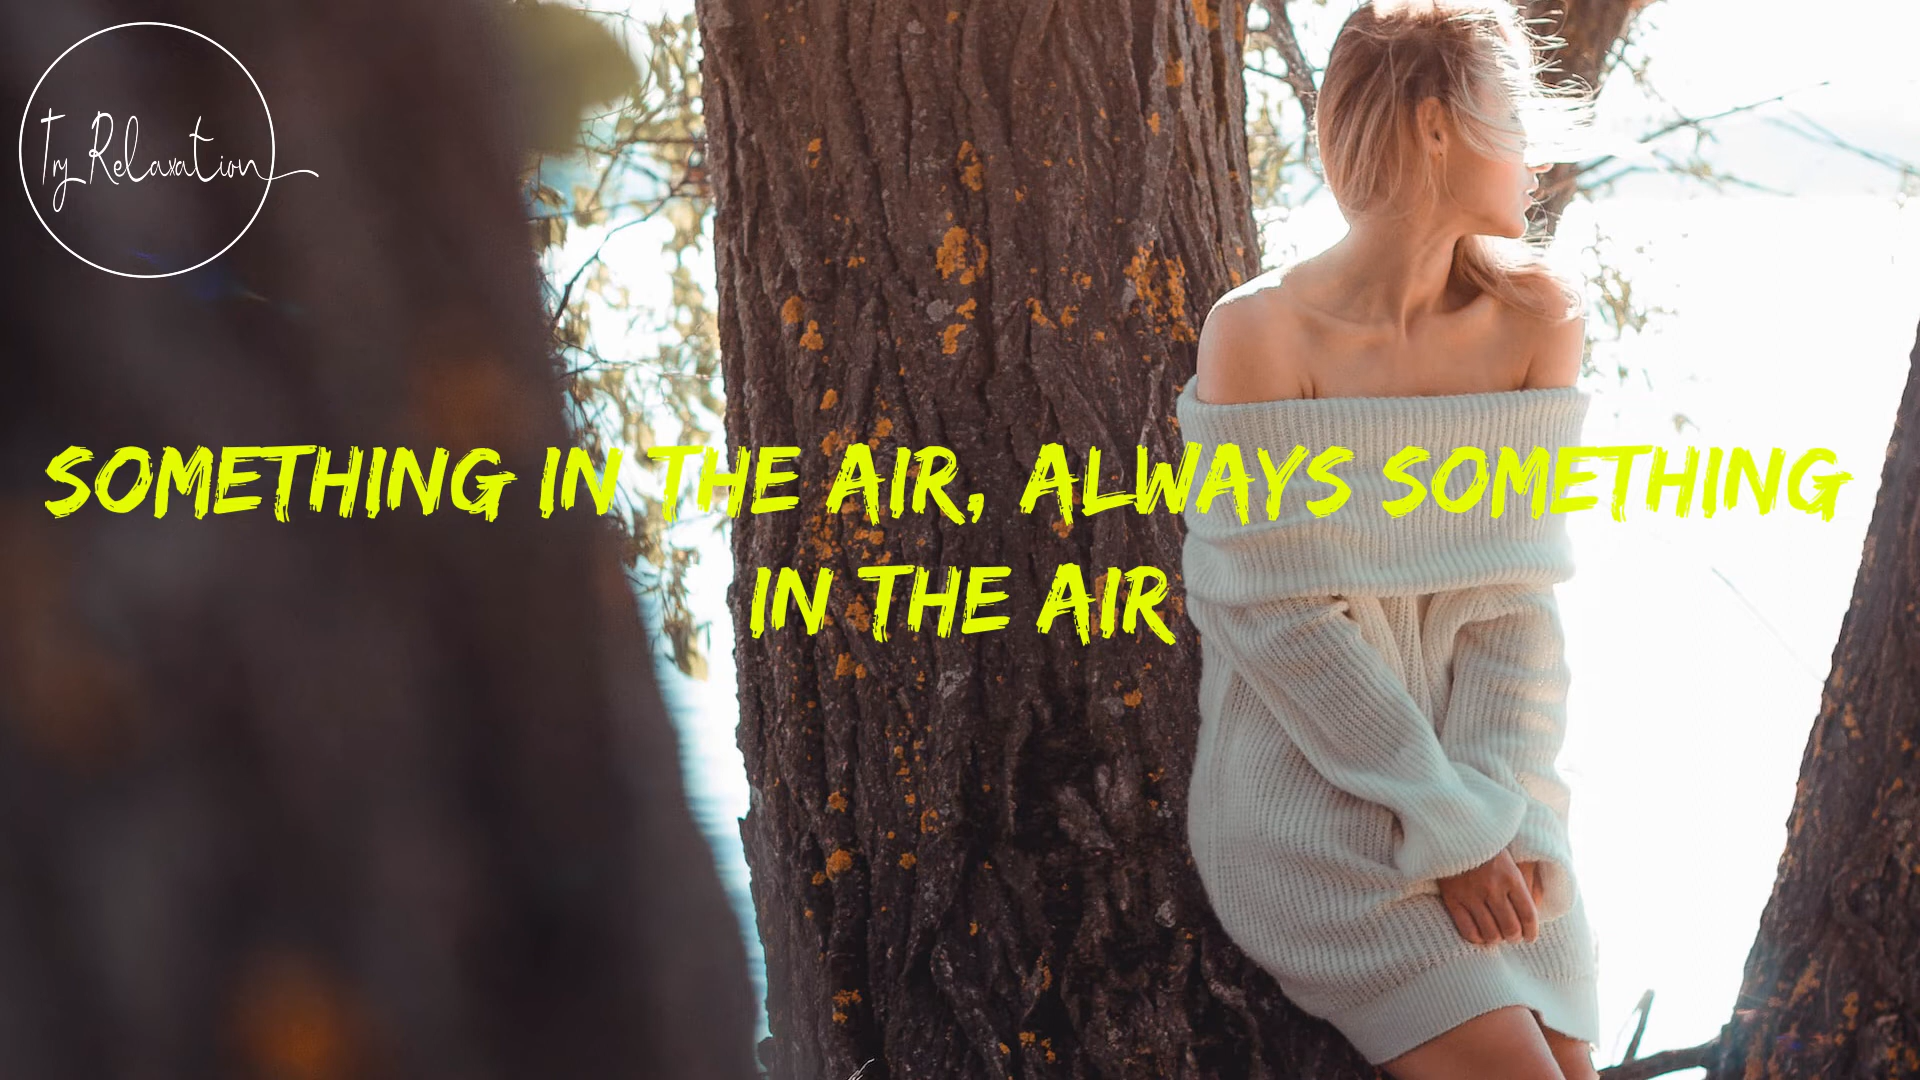 Try Relaxation
SOMETHING IN THE AIR, ALWAYS SOMETHING
IN THE AIR